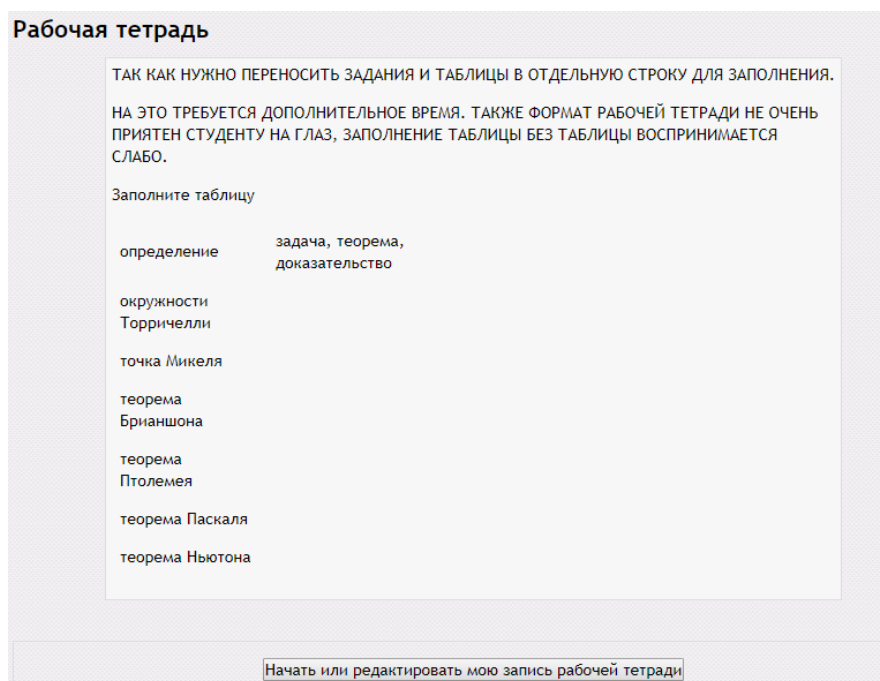 Рабочая тетрадь
ТАК КАК НУЖНО ПЕРЕНОСИТЬ ЗАДАНИЯ И ТАБЛИЦЫ В ОТДЕЛЬНУЮ СТРОКУ ДЛЯ ЗАПОЛНЕНИЯ.
НА ЭТО ТРЕБУЕТСЯ ДОПОЛНИТЕЛЬНОЕ ВРЕМЯ. ТАКЖЕ ФОРМАТ РАБОЧЕЙ ТЕТРАДИ НЕ ОЧЕНЬ
ПРИЯТЕН СТУДЕНТУ НА ГЛАЗ, ЗАПОЛНЕНИЕ ТАБЛИЦЫ БЕЗ ТАБЛИЦЫ ВОСПРИНИМАЕТСЯ
СЛАБО.
Заполните таблицу
определение
задача, теорема,
доказательство
окружности
Торричелли
точка Микеля
теорема
Брианшона
теорема
Птолемея
теорема Паскаля
теорема Ньютона
Начать или редактировать мою запись рабочей тетради